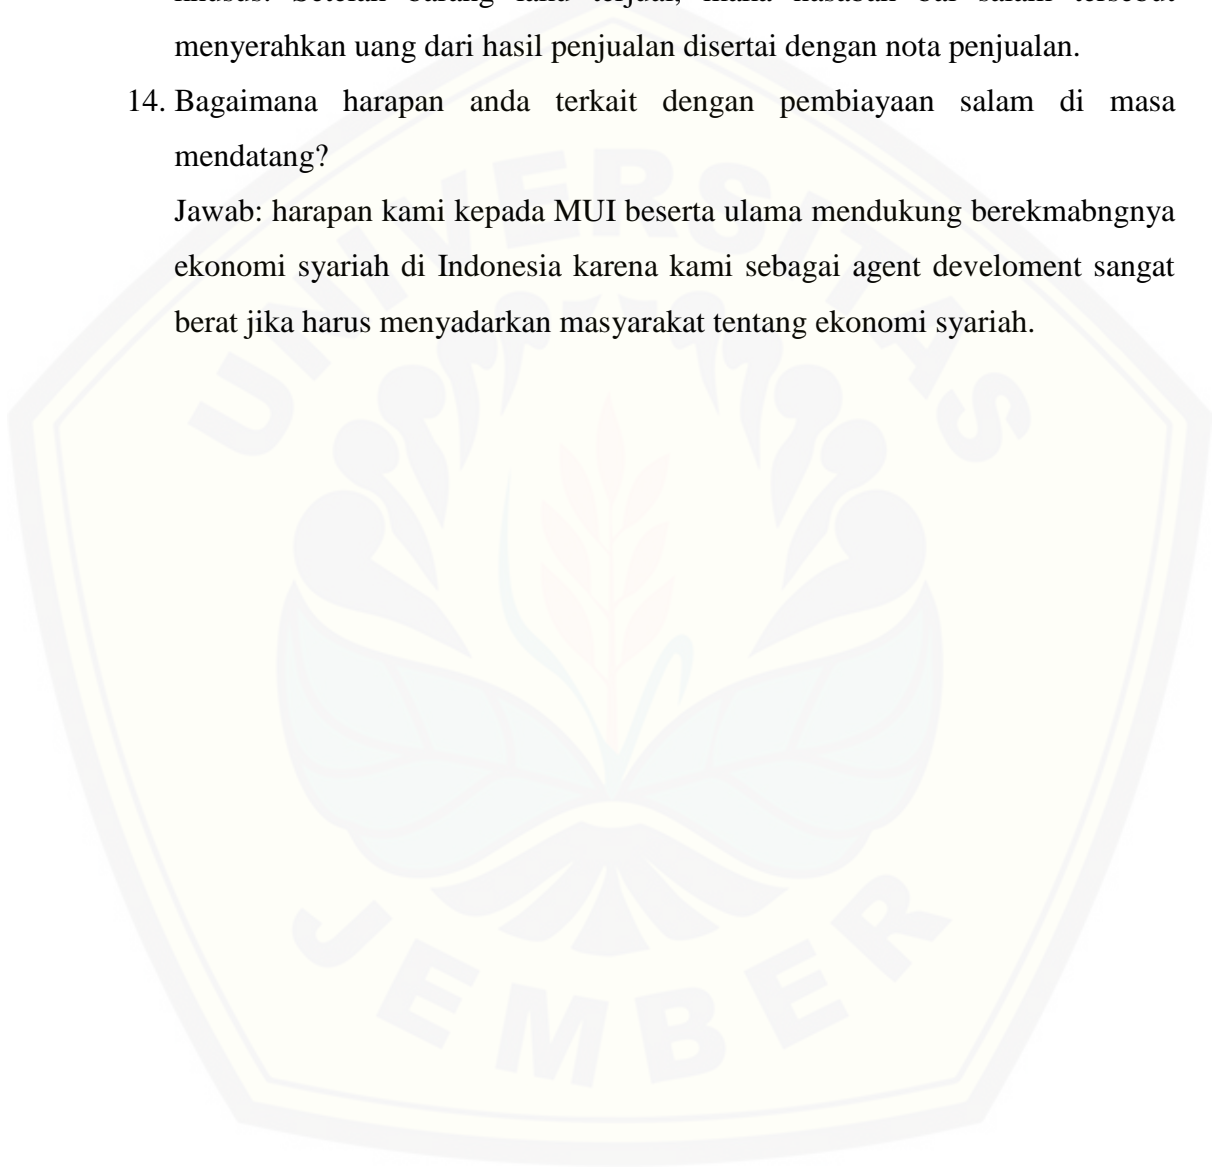 menyerahkan uang dari hasil penjualan disertai dengan nota penjualan.
14. Bagaimana harapan anda terkait dengan pembiayaan salam di masa
mendatang?
Jawab: harapan kami kepada MUI beserta ulama mendukung berekmabngnya
ekonomi syariah di Indonesia karena kami sebagai agent develoment sangat
berat jika harus menyadarkan masyarakat tentang ekonomi syariah.
UNIVERSITAS
JEMBER